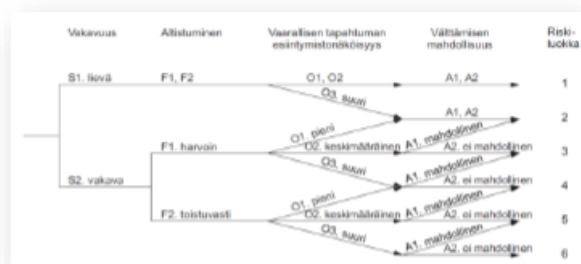 Vakavuus Altistuminen Vaarallisen tapahtuman esiintymistonäköisyys Välttämisen mahdollisuus Riski-luokka
S1. lievä F1, F2 O1, O2 A1, A2 1
O3. suuri
A1, A2 2
O1. pieni A1. mahdollinen
F1. harvoin O2. keskimääräinen A2. ei mahdollinen 3
O3. suuri A1. mahdollinen
S2. vakava A2. ei mahdollinen 4
O1. pieni A1. mahdollinen
F2. toistuvasti O2. keskimääräinen A2. ei mahdollinen 5
O3. suuri A1. mahdollinen
A2. ei mahdollinen 6